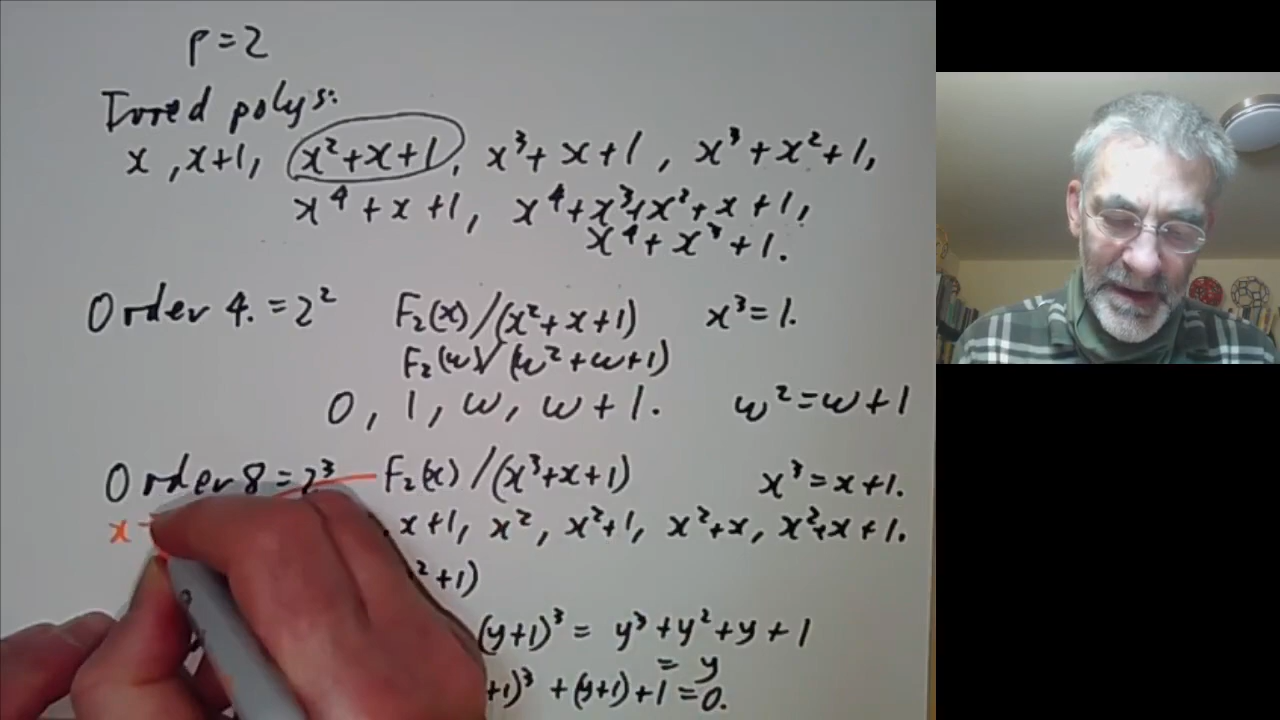 p=2
Irred polys:
x, x+1, x²+x+1, x³+x+1, x³+x²+1,
x⁴+x+1, x⁴+x³+x²+x+1,
x⁴+x³+1.
Order 4. = 2² F₂(x)/(x²+x+1) x³=1.
F₂(w)/(w²+w+1)
0, 1, w, w+1. w²=w+1
Order 8 = 2³ F₂(x)/(x³+x+1) x³=x+1.
x x+1, x², x²+1, x²+x, x²+x+1.
²+1)
(y+1)³ = y³+y²+y+1
= y
+1)³ + (y+1)+1=0.